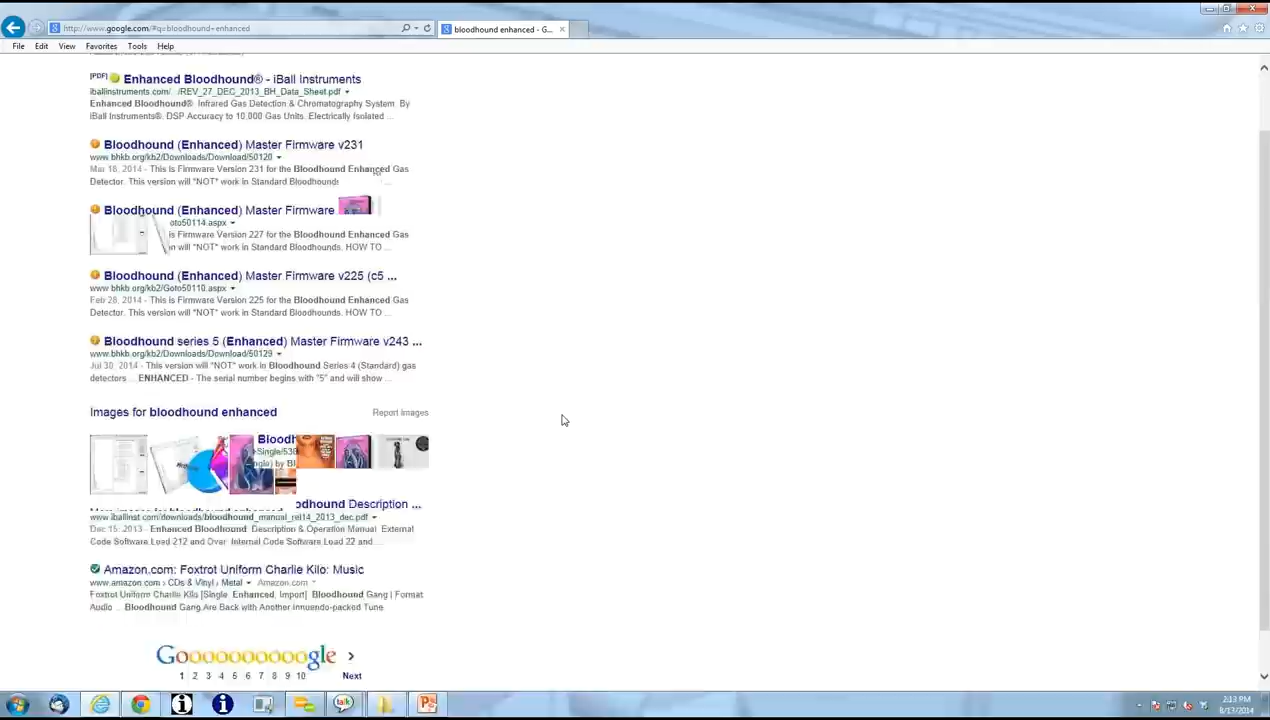 http://www.google.com/#q=bloodhound+enhanced
bloodhound enhanced - G...
File Edit View Favorites Tools Help
[PDF] Enhanced Bloodhound® - iBall Instruments
iballinstruments.com/ /REV_27_DEC_2013_BH_Data_Sheet.pdf
Enhanced Bloodhound® Infrared Gas Detection & Chromatography System By
iBall Instruments®. DSP Accuracy to 10,000 Gas Units. Electrically Isolated ...
Bloodhound (Enhanced) Master Firmware v231
www.bhkb.org/kb2/Downloads/Download/50120
Mar 18, 2014 - This is Firmware Version 231 for the Bloodhound Enhanced Gas
Detector. This version will *NOT* work in Standard Bloodhounds ...
Bloodhound (Enhanced) Master Firmware
Goto50114.aspx
is Firmware Version 227 for the Bloodhound Enhanced Gas
n will *NOT* work in Standard Bloodhounds. HOW TO ...
Bloodhound (Enhanced) Master Firmware v225 (c5 ...
www.bhkb.org/kb2/Goto50110.aspx
Feb 28, 2014 - This is Firmware Version 225 for the Bloodhound Enhanced Gas
Detector. This version will *NOT* work in Standard Bloodhounds. HOW TO ...
Bloodhound series 5 (Enhanced) Master Firmware v243 ...
www.bhkb.org/kb2/Downloads/Download/50129
Jul 30, 2014 - This version will *NOT* work in Bloodhound Series 4 (Standard) gas
detectors ... ENHANCED - The serial number begins with "5" and will show ...
Images for bloodhound enhanced Report images
Bloodh
Single/538
ngle) by Bl
odhound Description ...
www.iballinst.com/downloads/bloodhound_manual_rel14_2013_dec.pdf
Dec 15, 2013 - Enhanced Bloodhound Description & Operation Manual External
Code Software Load 212 and Over Internal Code Software Load 22 and ...
Amazon.com: Foxtrot Uniform Charlie Kilo: Music
www.amazon.com › CDs & Vinyl › Metal Amazon.com
Foxtrot Uniform Charlie Kilo [Single Enhanced, Import] Bloodhound Gang | Format
Audio ... Bloodhound Gang Are Back with Another Innuendo-packed Tune
Goooooooooogle >
1 2 3 4 5 6 7 8 9 10 Next
talk
2:13 PM
8/17/2014